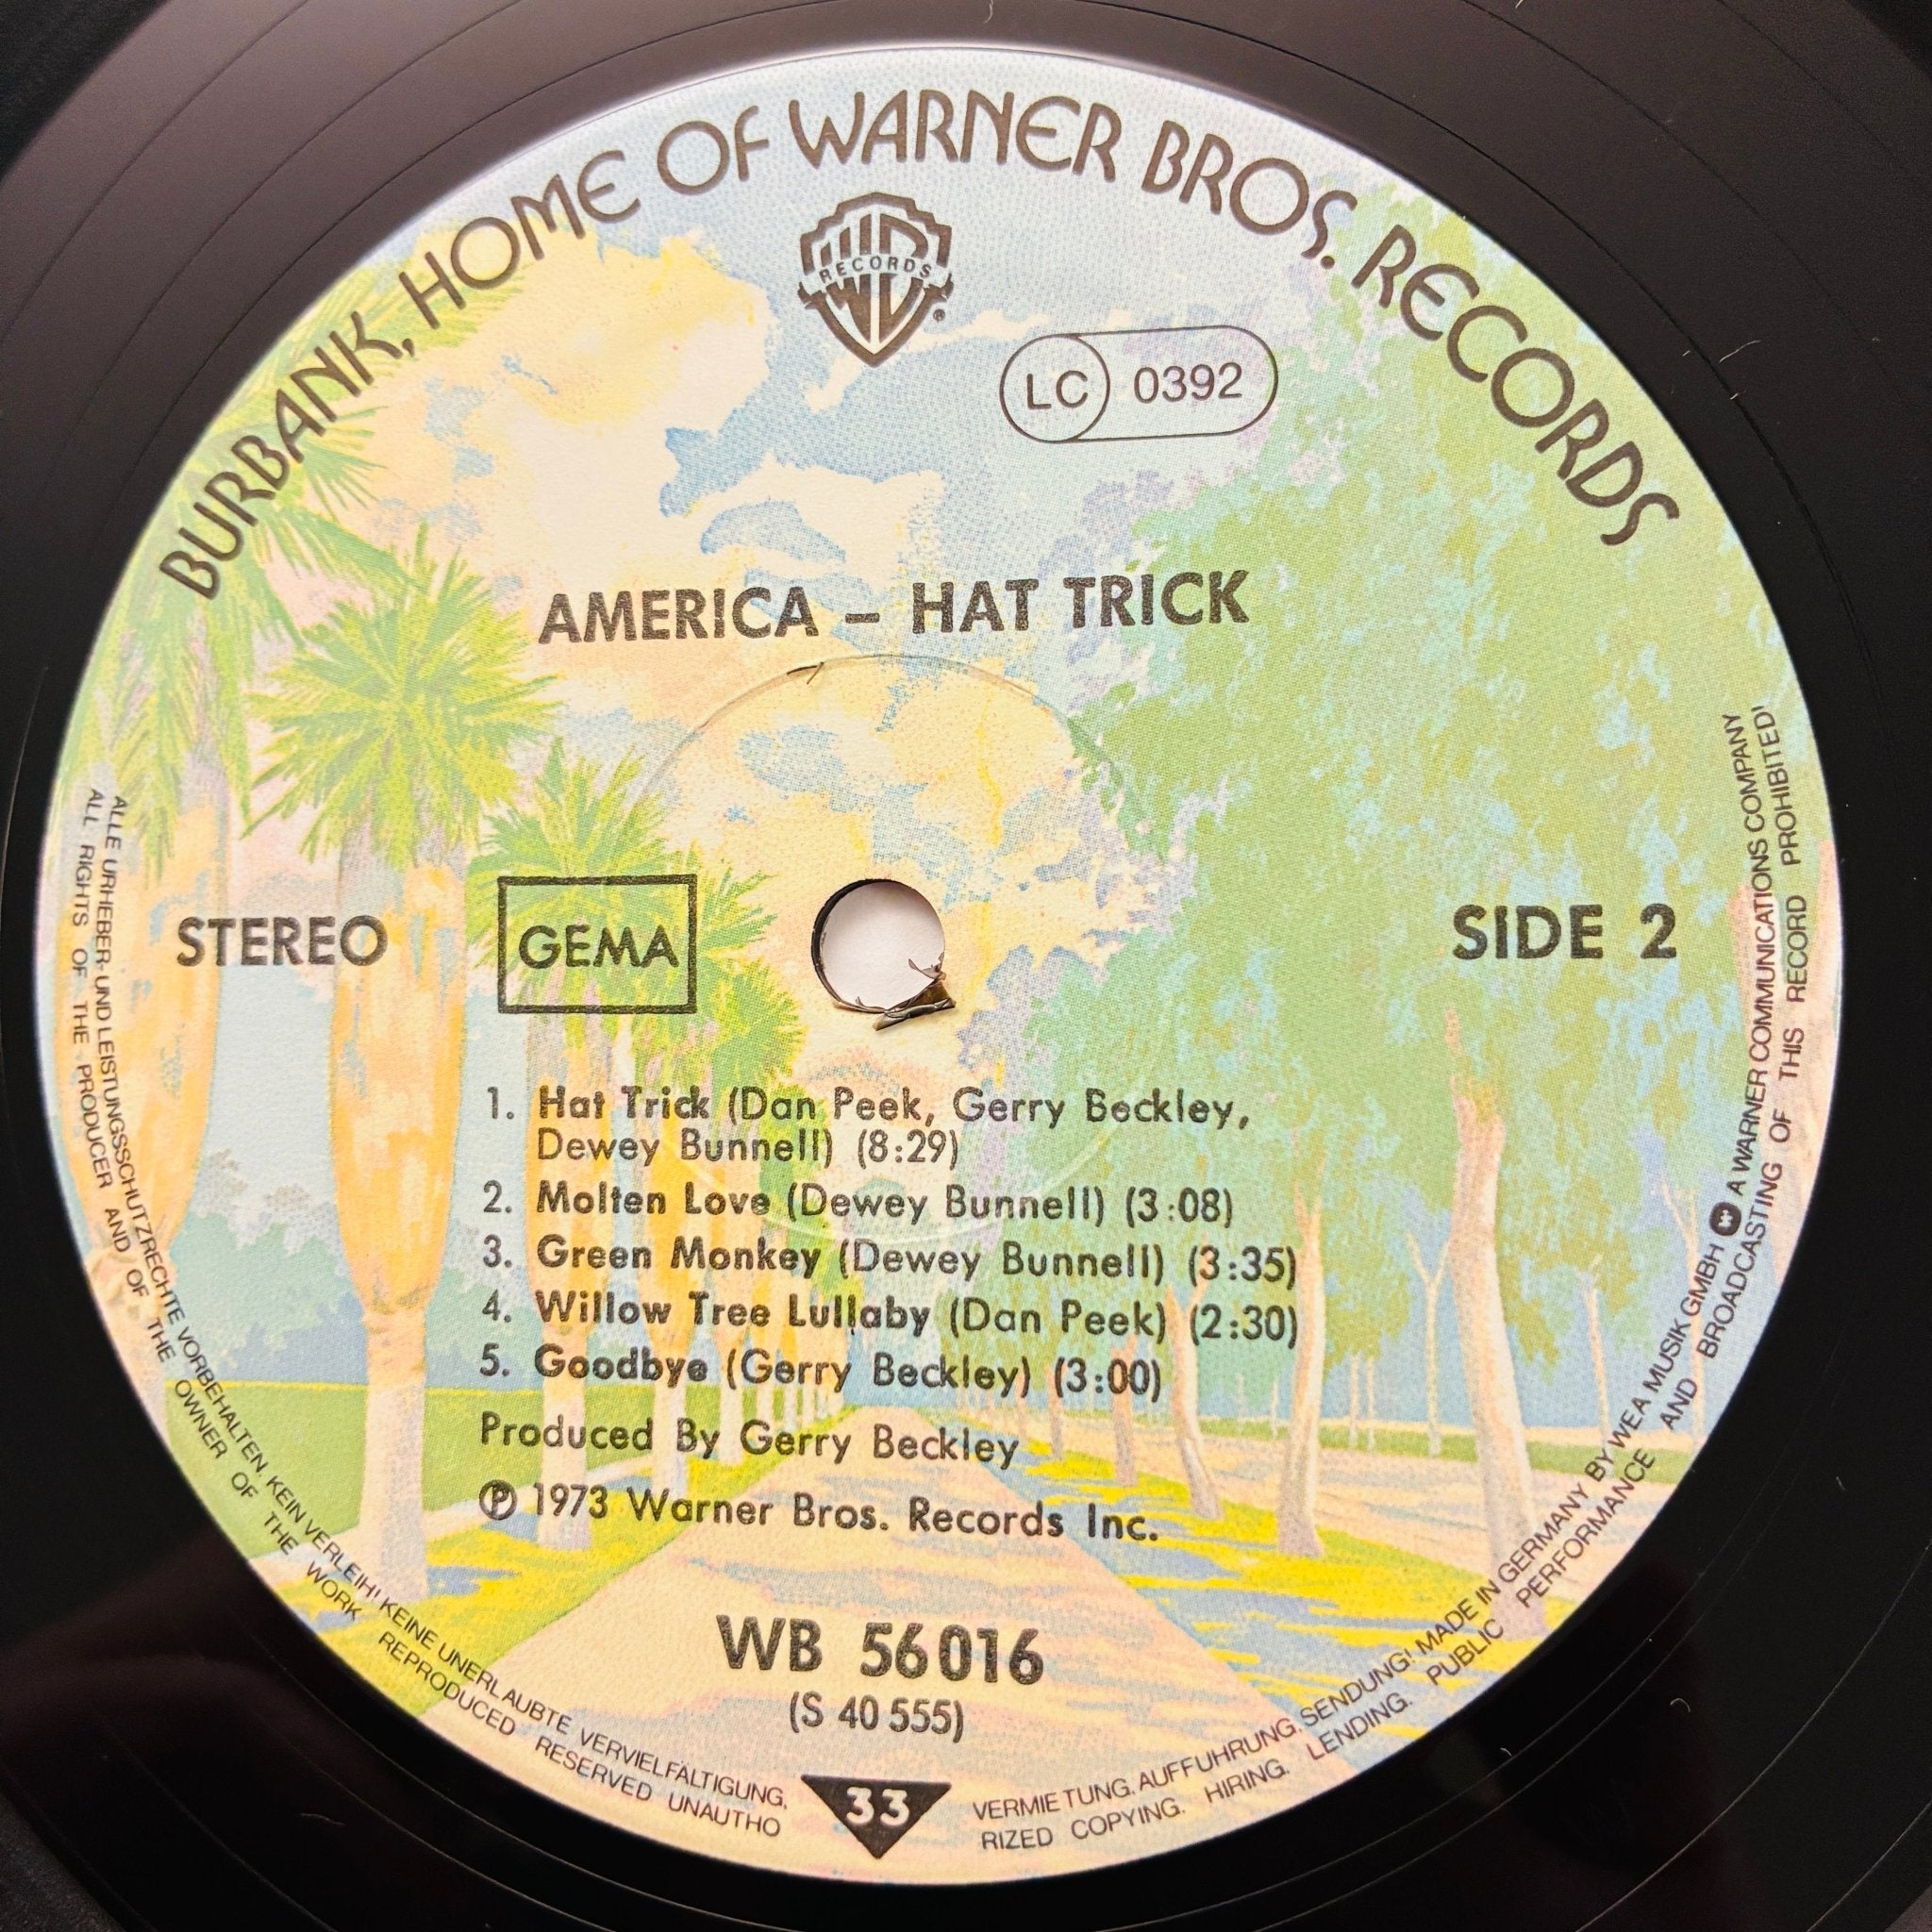 BURBANK, HOME OF WARNER BROS. RECORDS
WB
RECORDS
®
LC 0392
AMERICA – HAT TRICK
STEREO
GEMA
SIDE 2
1. Hat Trick (Dan Peek, Gerry Beckley,
Dewey Bunnell) (8:29)
2. Molten Love (Dewey Bunnell) (3:08)
3. Green Monkey (Dewey Bunnell) (3:35)
4. Willow Tree Lullaby (Dan Peek) (2:30)
5. Goodbye (Gerry Beckley) (3:00)
Produced By Gerry Beckley
Ⓟ 1973 Warner Bros. Records Inc.
WB 56016
(S 40 555)
33
ALLE URHEBER- UND LEISTUNGSSCHUTZRECHTE VORBEHALTEN. KEIN VERLEIH! KEINE UNERLAUBTE VERVIELFÄLTIGUNG, VERMIETUNG. AUFFUHRUNG. SENDUNG! MADE IN GERMANY BY WEA MUSIK GMBH W A WARNER COMMUNICATIONS COMPANY
ALL RIGHTS OF THE PRODUCER AND OF THE OWNER OF THE WORK REPRODUCED RESERVED UNAUTHO RIZED COPYING. HIRING. LENDING. PUBLIC PERFORMANCE AND BROADCASTING OF THIS RECORD PROHIBITED!